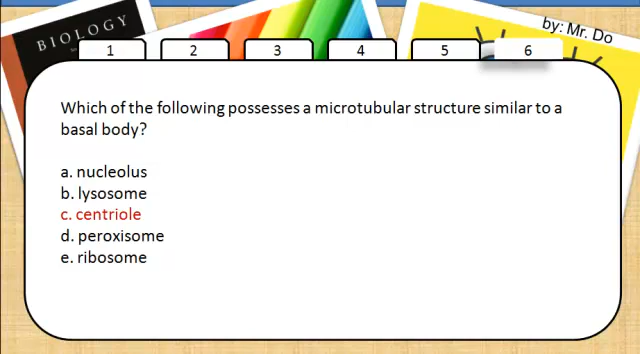 BIOLOGY
by: Mr. Do
1 2 3 4 5 6
Which of the following possesses a microtubular structure similar to a
basal body?
a. nucleolus
b. lysosome
c. centriole
d. peroxisome
e. ribosome